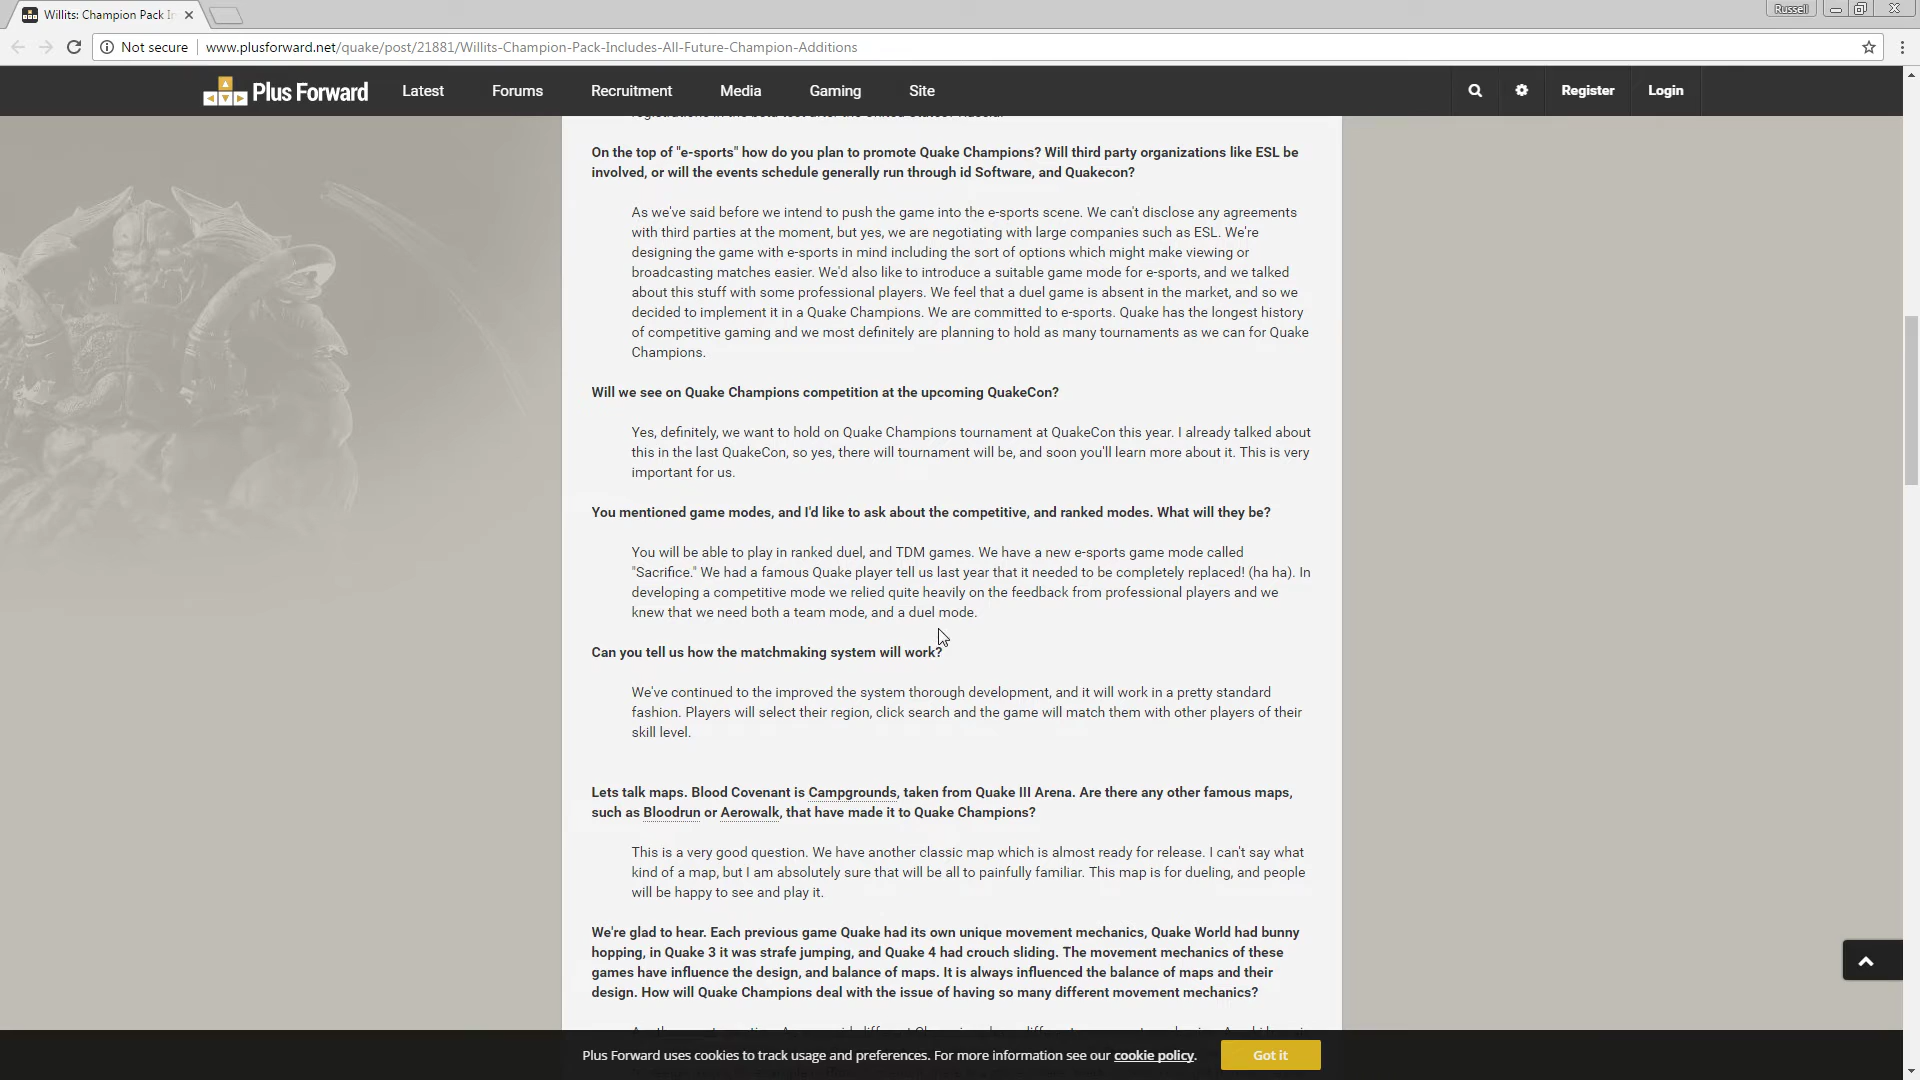 Willits: Champion Pack In
Russell
Not secure
www.plusforward.net/quake/post/21881/Willits-Champion-Pack-Includes-All-Future-Champion-Additions
Plus Forward
Latest
Forums
Recruitment
Media
Gaming
Site
Register
Login
On the top of "e-sports" how do you plan to promote Quake Champions? Will third party organizations like ESL be
involved, or will the events schedule generally run through id Software, and Quakecon?
As we've said before we intend to push the game into the e-sports scene. We can't disclose any agreements
with third parties at the moment, but yes, we are negotiating with large companies such as ESL. We're
designing the game with e-sports in mind including the sort of options which might make viewing or
broadcasting matches easier. We'd also like to introduce a suitable game mode for e-sports, and we talked
about this stuff with some professional players. We feel that a duel game is absent in the market, and so we
decided to implement it in a Quake Champions. We are committed to e-sports. Quake has the longest history
of competitive gaming and we most definitely are planning to hold as many tournaments as we can for Quake
Champions.
Will we see on Quake Champions competition at the upcoming QuakeCon?
Yes, definitely, we want to hold on Quake Champions tournament at QuakeCon this year. I already talked about
this in the last QuakeCon, so yes, there will tournament will be, and soon you'll learn more about it. This is very
important for us.
You mentioned game modes, and I'd like to ask about the competitive, and ranked modes. What will they be?
You will be able to play in ranked duel, and TDM games. We have a new e-sports game mode called
"Sacrifice." We had a famous Quake player tell us last year that it needed to be completely replaced! (ha ha). In
developing a competitive mode we relied quite heavily on the feedback from professional players and we
knew that we need both a team mode, and a duel mode.
Can you tell us how the matchmaking system will work?
We've continued to the improved the system thorough development, and it will work in a pretty standard
fashion. Players will select their region, click search and the game will match them with other players of their
skill level.
Lets talk maps. Blood Covenant is Campgrounds, taken from Quake III Arena. Are there any other famous maps,
such as Bloodrun or Aerowalk, that have made it to Quake Champions?
This is a very good question. We have another classic map which is almost ready for release. I can't say what
kind of a map, but I am absolutely sure that will be all to painfully familiar. This map is for dueling, and people
will be happy to see and play it.
We're glad to hear. Each previous game Quake had its own unique movement mechanics, Quake World had bunny
hopping, in Quake 3 it was strafe jumping, and Quake 4 had crouch sliding. The movement mechanics of these
games have influence the design, and balance of maps. It is always influenced the balance of maps and their
design. How will Quake Champions deal with the issue of having so many different movement mechanics?
Plus Forward uses cookies to track usage and preferences. For more information see our cookie policy.
Got it